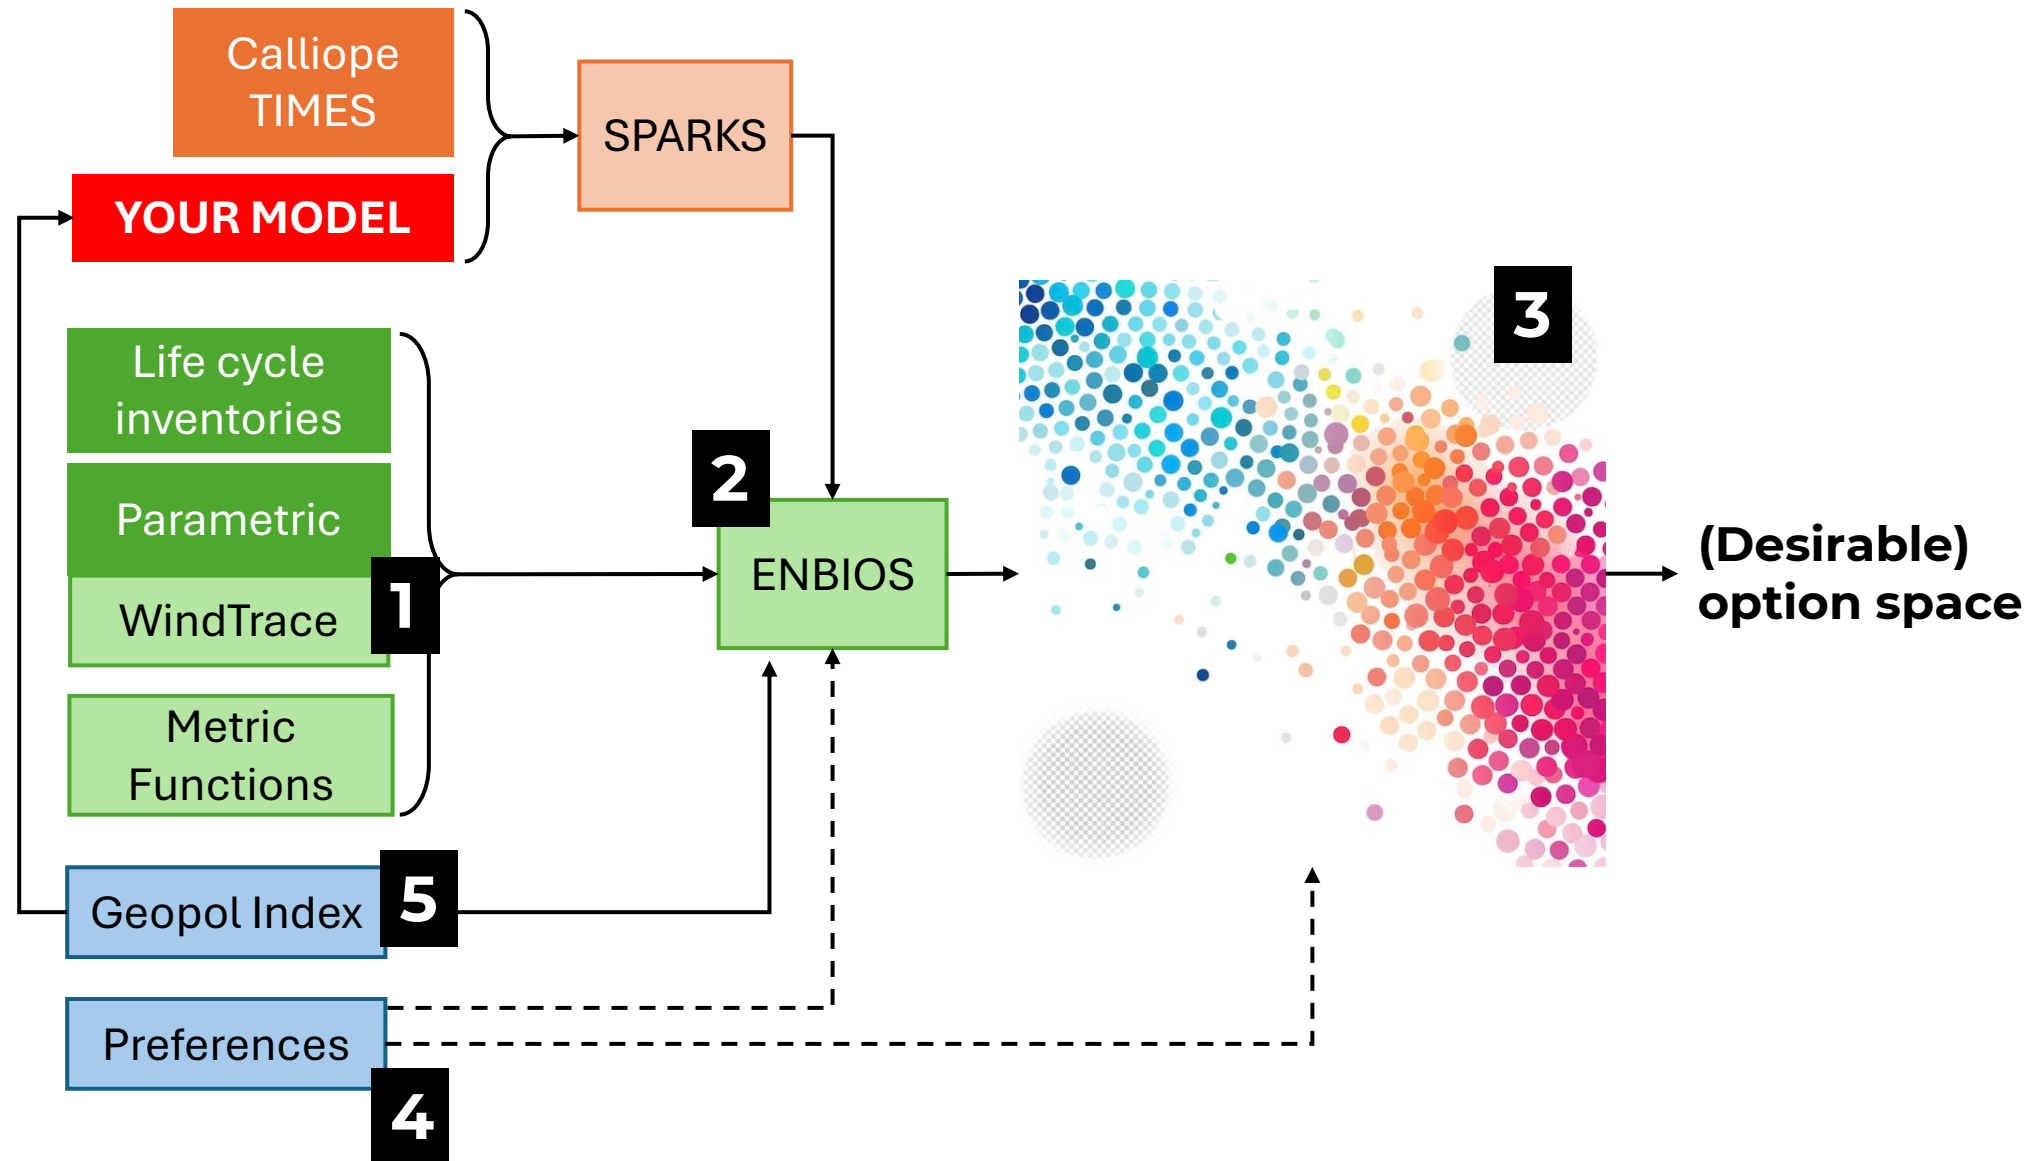 Calliope
TIMES
SPARKS
YOUR MODEL
Life cycle
inventories
Parametric
WindTrace
1
Metric
Functions
2
ENBIOS
3
(Desirable)
option space
Geopol Index
5
Preferences
4